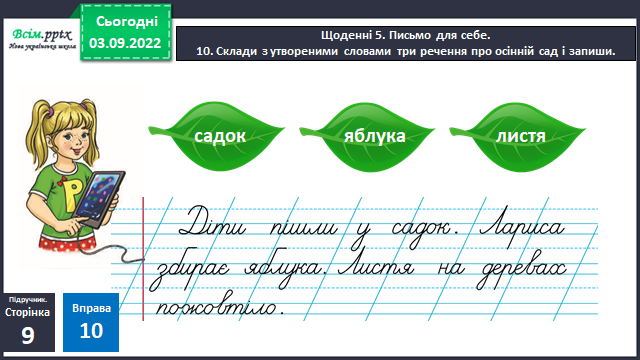 Всім.pptx
Нова українська школа
Сьогодні
03.09.2022
Щоденні 5. Письмо для себе.
10. Склади з утвореними словами три речення про осінній сад і запиши.
садок
яблука
листя
Діти пішли у садок. Лариса
збирає яблука. Листя на деревах
пожовтіло.
Підручник.
Сторінка
9
Вправа
10